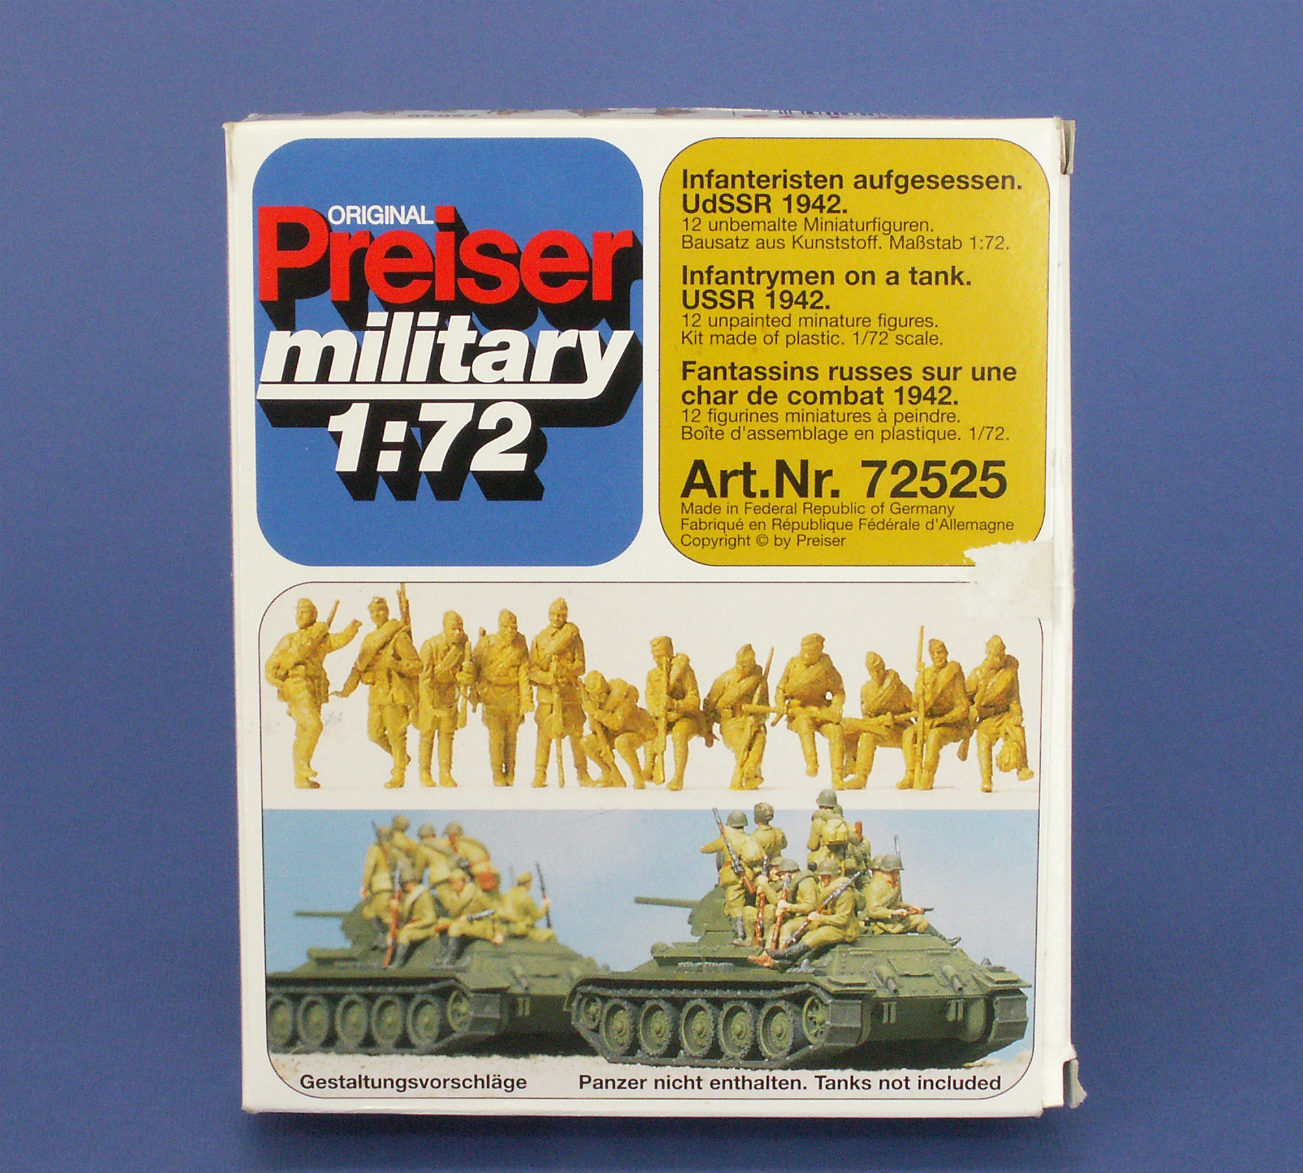 ORIGINAL
Preiser
military
1:72
Infanteristen aufgesessen.
UdSSR 1942.
12 unbemalte Miniaturfiguren.
Bausatz aus Kunststoff. Maßstab 1:72.
Infantrymen on a tank.
USSR 1942.
12 unpainted minature figures.
Kit made of plastic. 1/72 scale.
Fantassins russes sur une
char de combat 1942.
12 figurines miniatures à peindre.
Boîte d'assemblage en plastique. 1/72.
Art.Nr. 72525
Made in Federal Republic of Germany
Fabriqué en République Fédérale d'Allemagne
Copyright © by Preiser
Gestaltungsvorschläge
Panzer nicht enthalten. Tanks not included